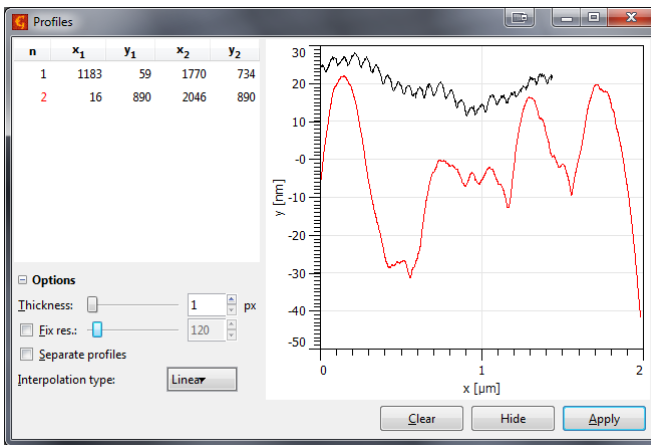 Profiles
n x1 y1 x2 y2
1 1183 59 1770 734
2 16 890 2046 890
Options
Thickness: 1 px
Fix res.: 120
Separate profiles
Interpolation type: Linear
30
20
10
-0
-10
-20
-30
-40
-50
y [nm]
0 1 2
x [µm]
Clear Hide Apply